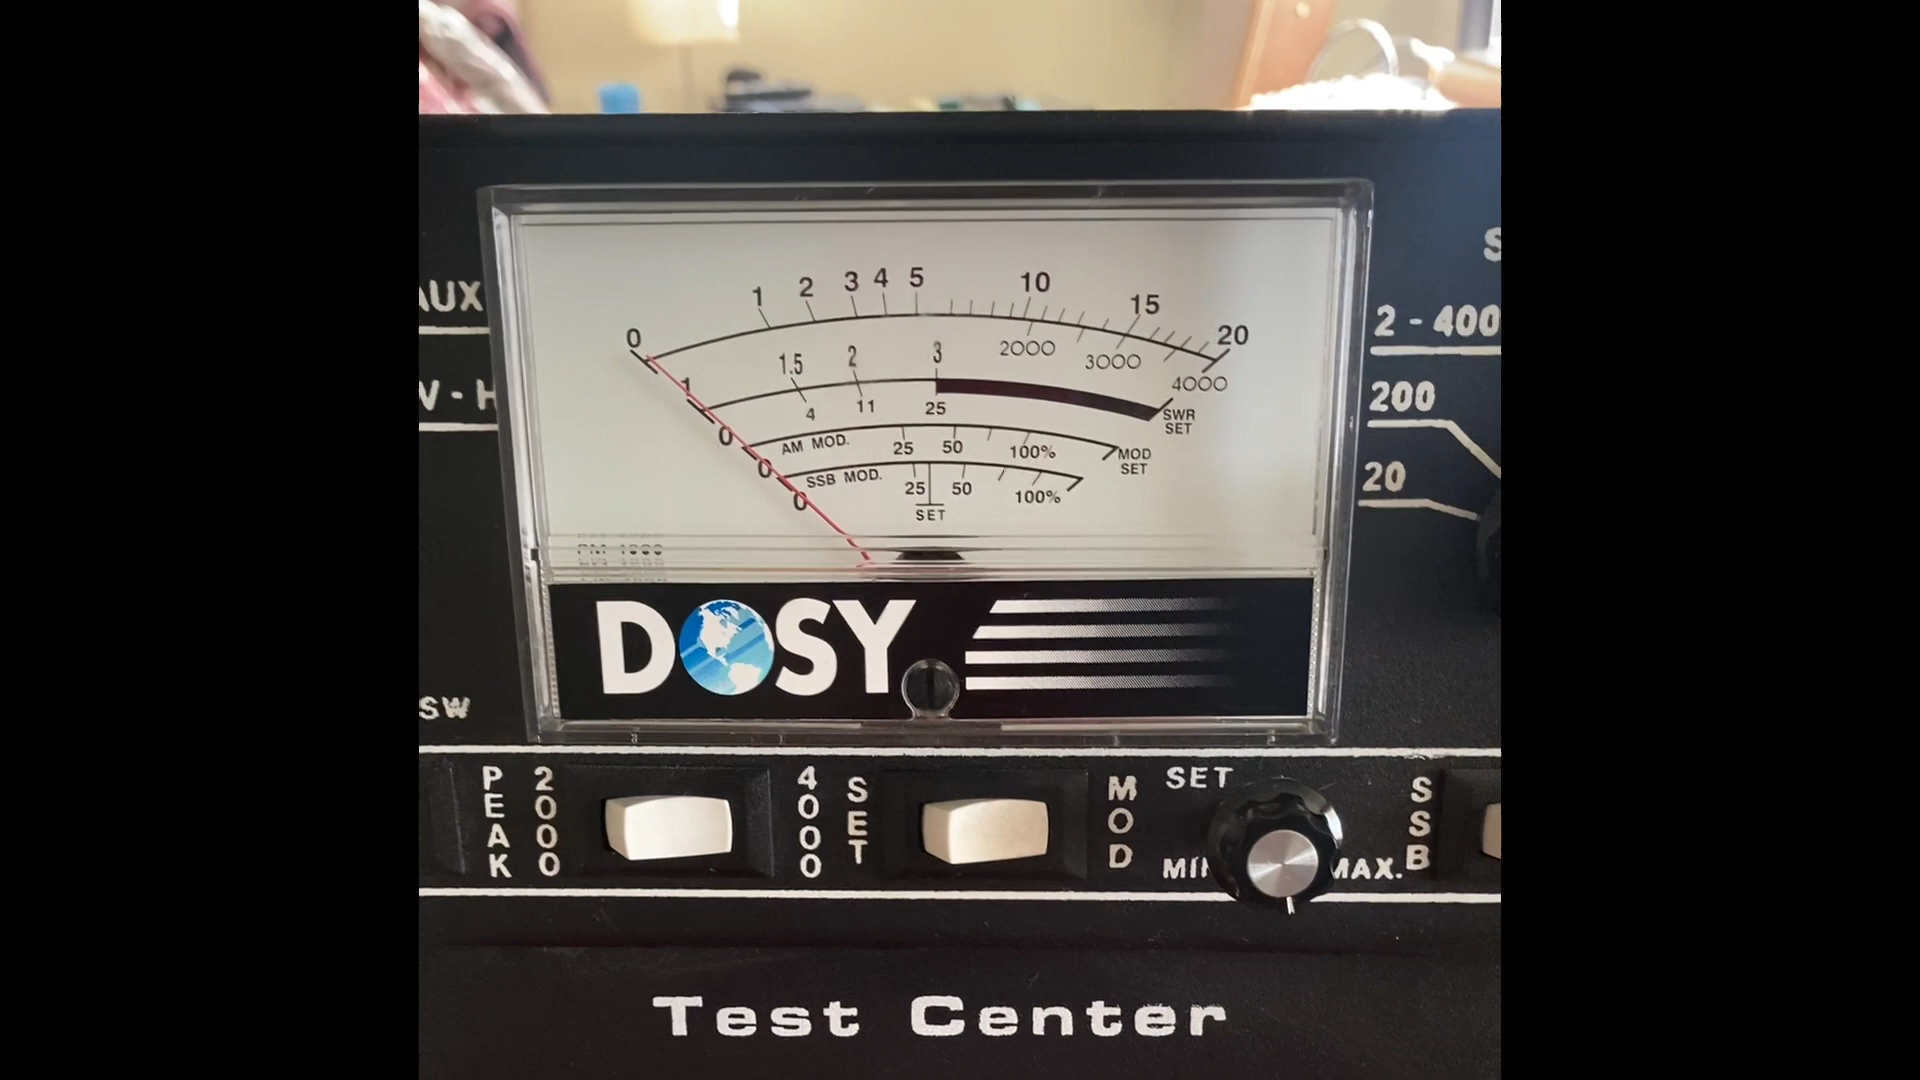 0 1 2 3 4 5 10 15 20
2000 3000 4000
1 1.5 2 3
SWR
SET
0 4 11 25
0 AM MOD. 25 50 100%
MOD
SET
0 SSB MOD. 25 50 100%
SET
DOSY
AUX
SW
2 - 400
200
20
PEAK 2000 4000 SET MOD
SET
MAX.
SSB
Test Center